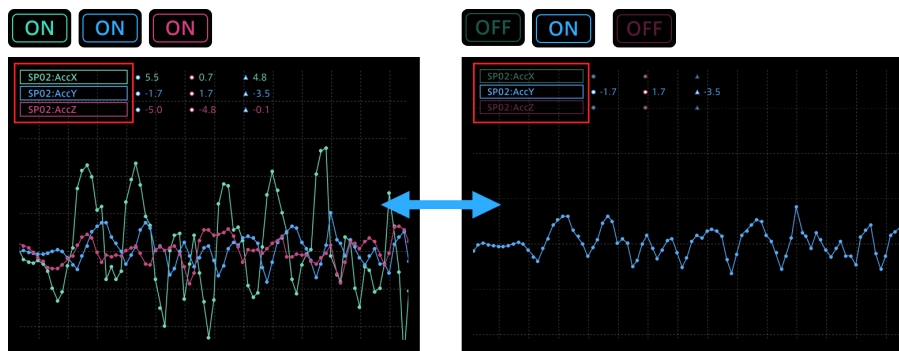 ON ON ON
OFF ON OFF
SP02:AccX 5.5 0.7 4.8
SP02:AccY -1.7 1.7 -3.5
SP02:AccZ -5.0 -4.8 -0.1
SP02:AccX
SP02:AccY -1.7 1.7 -3.5
SP02:AccZ